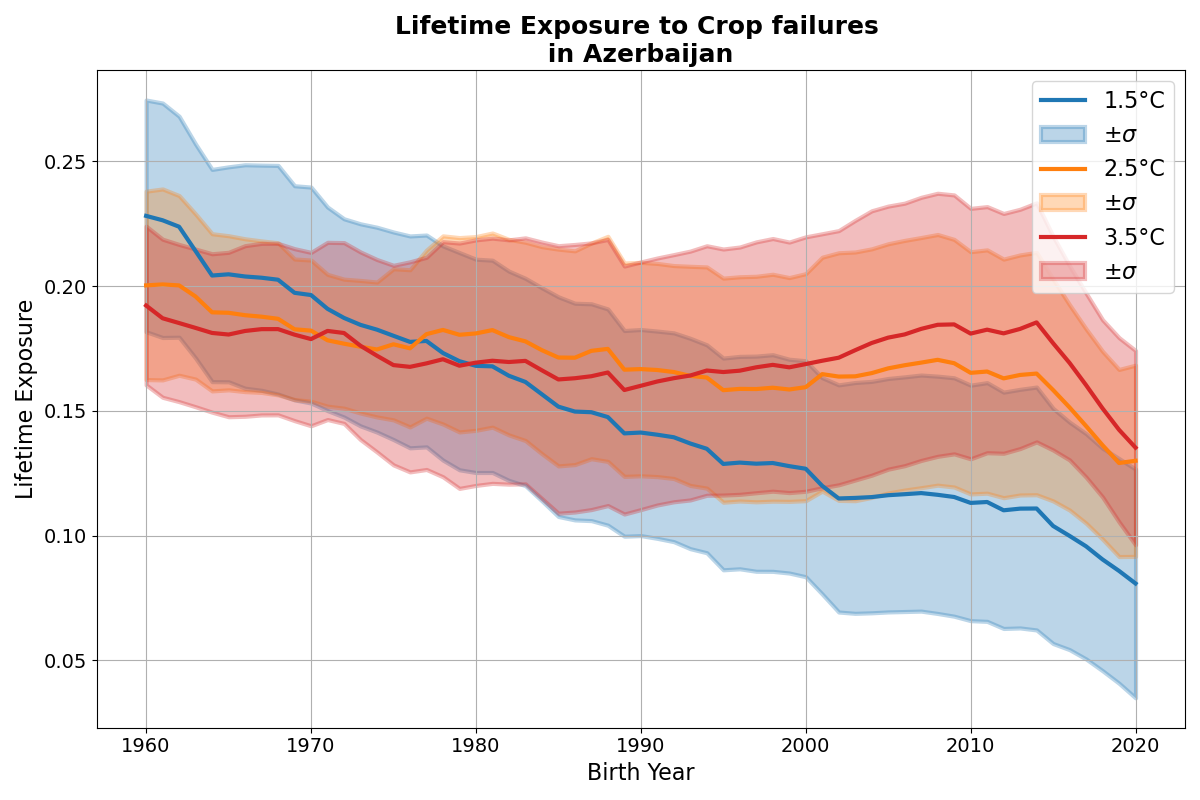 Lifetime Exposure to Crop failures
in Azerbaijan
1.5°C
±σ
2.5°C
±σ
3.5°C
±σ
0.25
0.20
0.15
0.10
0.05
Lifetime Exposure
1960 1970 1980 1990 2000 2010 2020
Birth Year